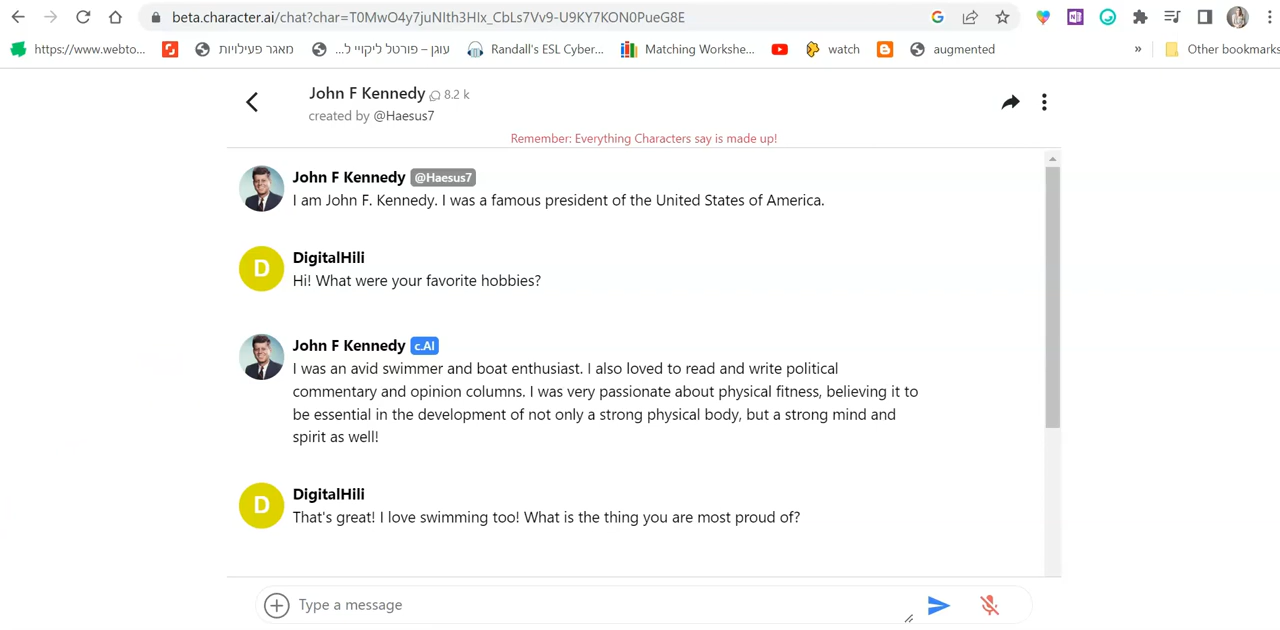 beta.character.ai/chat?char=T0MwO4y7juNIth3HIx_CbLs7Vv9-U9KY7KON0PueG8E
https://www.webto...
מאגר פעילויות
עוגן – פורטל ליקויי ל...
Randall's ESL Cyber...
Matching Workshe...
watch
augmented
»
Other bookmarks
John F Kennedy 8.2 k
created by @Haesus7
Remember: Everything Characters say is made up!
John F Kennedy @Haesus7
I am John F. Kennedy. I was a famous president of the United States of America.
D
DigitalHili
Hi! What were your favorite hobbies?
John F Kennedy c.AI
I was an avid swimmer and boat enthusiast. I also loved to read and write political
commentary and opinion columns. I was very passionate about physical fitness, believing it to
be essential in the development of not only a strong physical body, but a strong mind and
spirit as well!
D
DigitalHili
That's great! I love swimming too! What is the thing you are most proud of?
Type a message